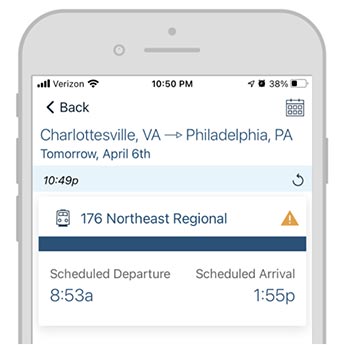 Verizon 10:50 PM 38%
Back
Charlottesville, VA → Philadelphia, PA
Tomorrow, April 6th
10:49p
176 Northeast Regional
Scheduled Departure Scheduled Arrival
8:53a 1:55p